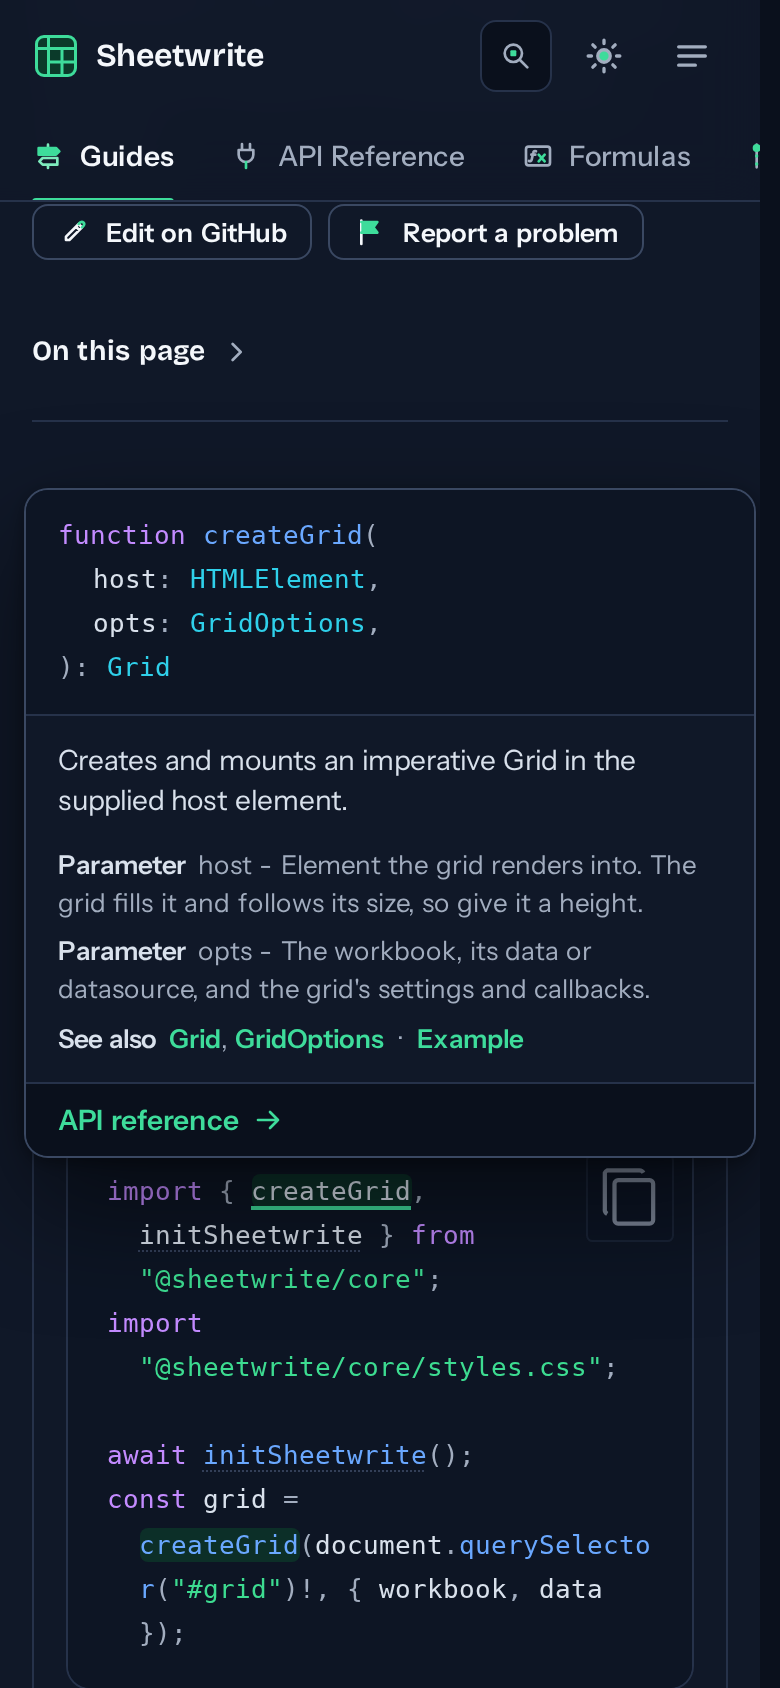 Sheetwrite
Guides API Reference Formulas
Edit on GitHub Report a problem
On this page
function createGrid(
  host: HTMLElement,
  opts: GridOptions,
): Grid
Creates and mounts an imperative Grid in the
supplied host element.
Parameter host - Element the grid renders into. The
grid fills it and follows its size, so give it a height.
Parameter opts - The workbook, its data or
datasource, and the grid's settings and callbacks.
See also Grid, GridOptions · Example
API reference →
import { createGrid,
  initSheetwrite } from
  "@sheetwrite/core";
import
  "@sheetwrite/core/styles.css";
await initSheetwrite();
const grid =
  createGrid(document.querySelecto
  r("#grid")!, { workbook, data
  });